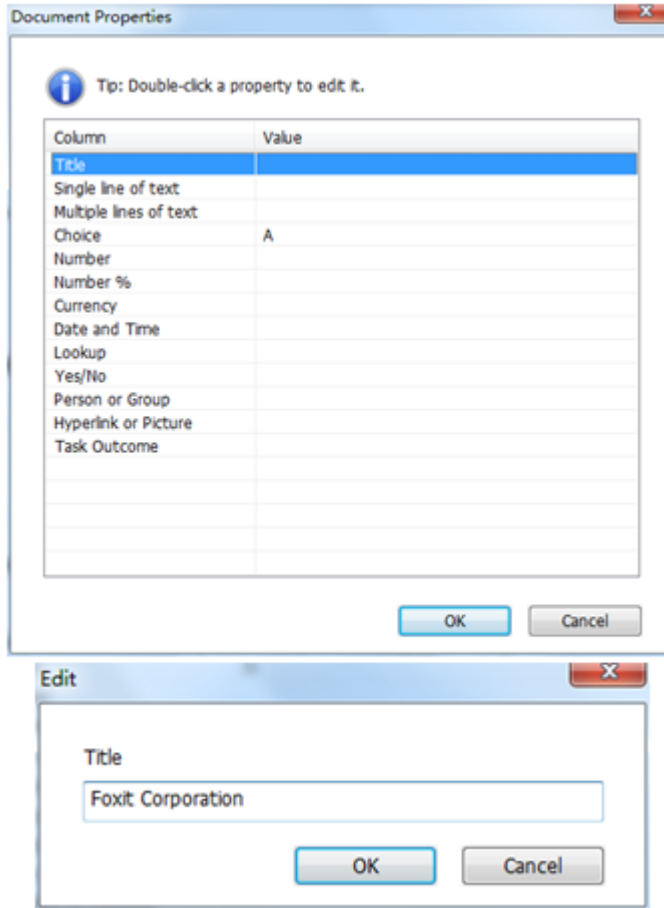 Document Properties
Tip: Double-click a property to edit it.
Column Value
Title
Single line of text
Multiple lines of text
Choice A
Number
Number %
Currency
Date and Time
Lookup
Yes/No
Person or Group
Hyperlink or Picture
Task Outcome
OK Cancel
Edit
Title
Foxit Corporation
OK Cancel